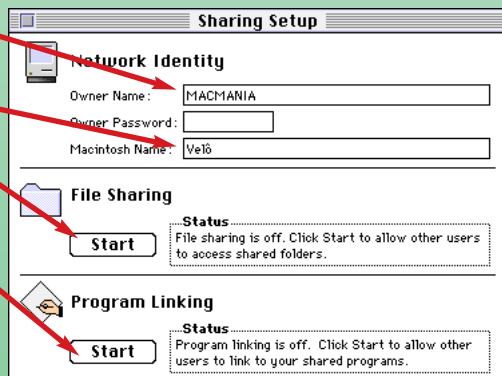 Sharing Setup
Network Identity
Owner Name: MACMANIA
Owner Password:
Macintosh Name: Velô
File Sharing
Status
Start
File sharing is off. Click Start to allow other users
to access shared folders.
Program Linking
Status
Start
Program linking is off. Click Start to allow other
users to link to your shared programs.